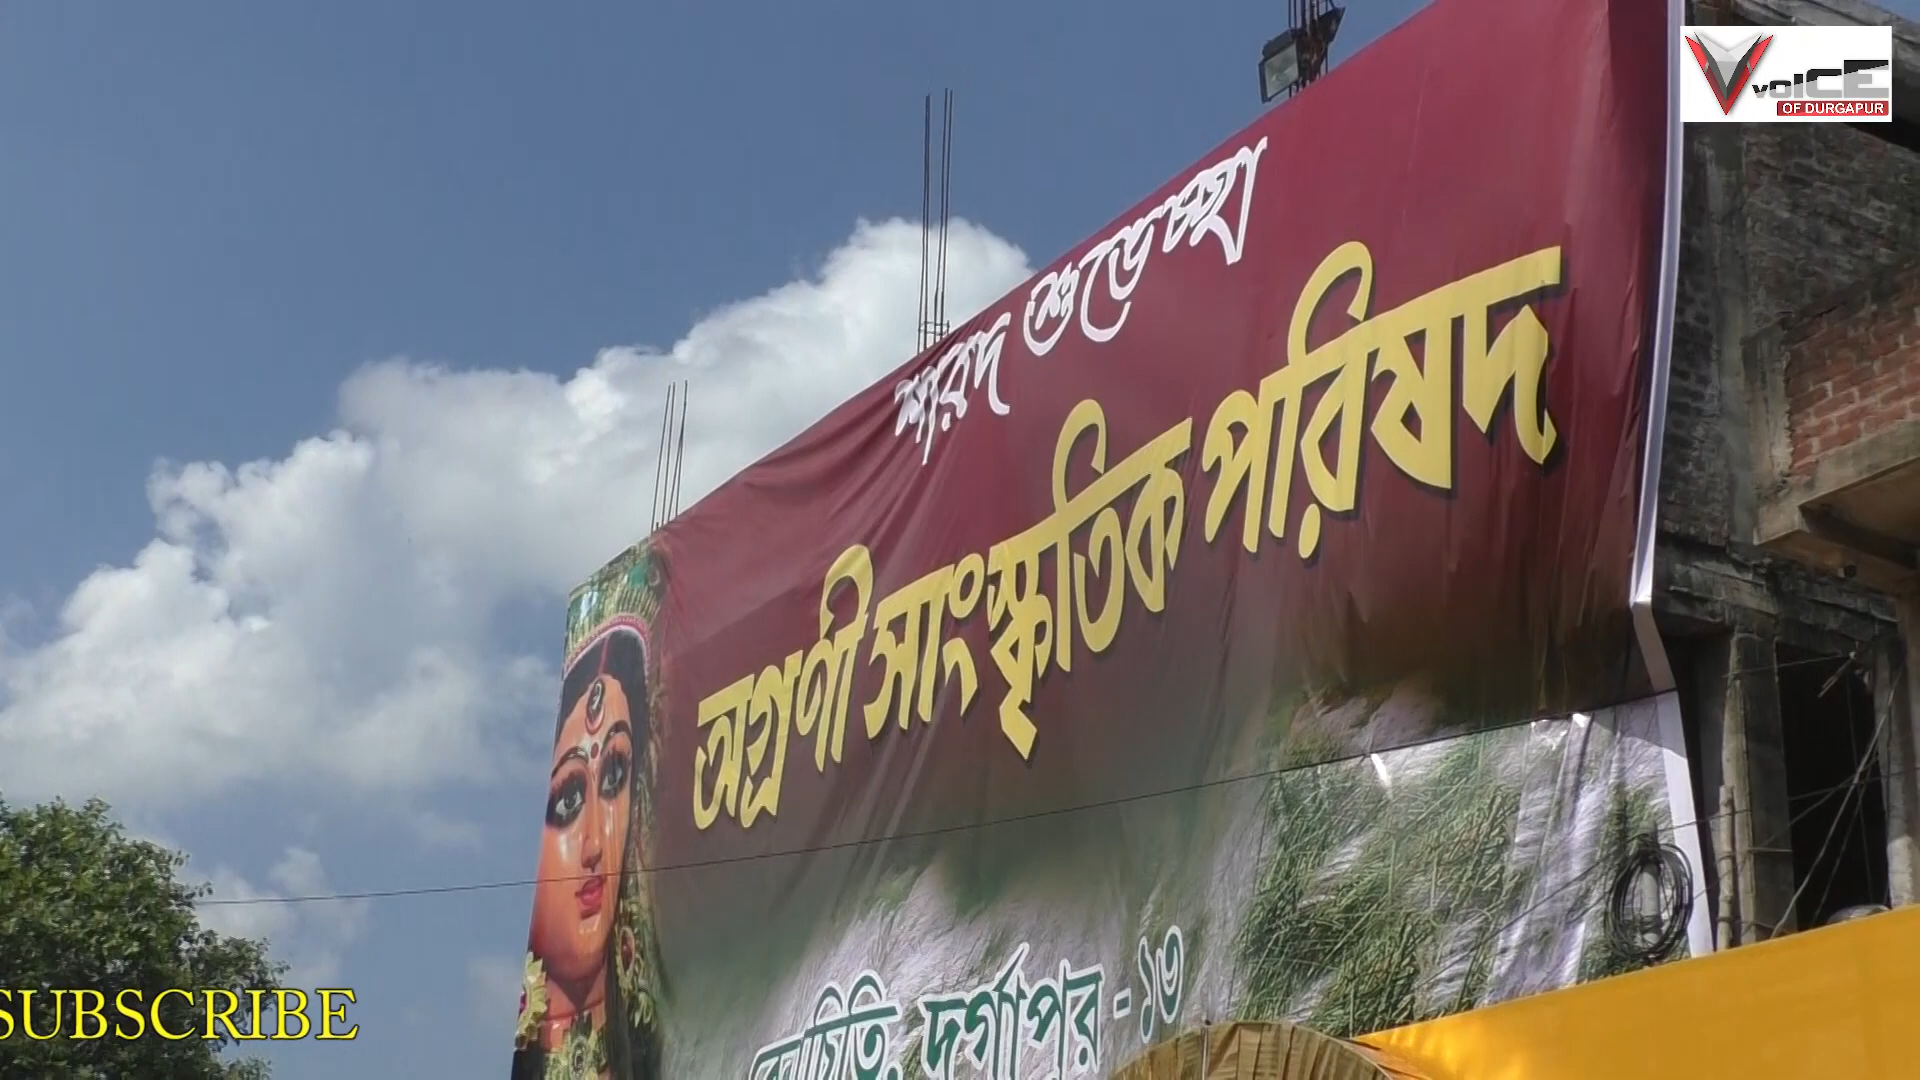 VOICE
OF DURGAPUR
শারদ শুভেচ্ছা
অগ্রণী সাংস্কৃতিক পরিষদ
দুর্গাপুর - ১৩
SUBSCRIBE